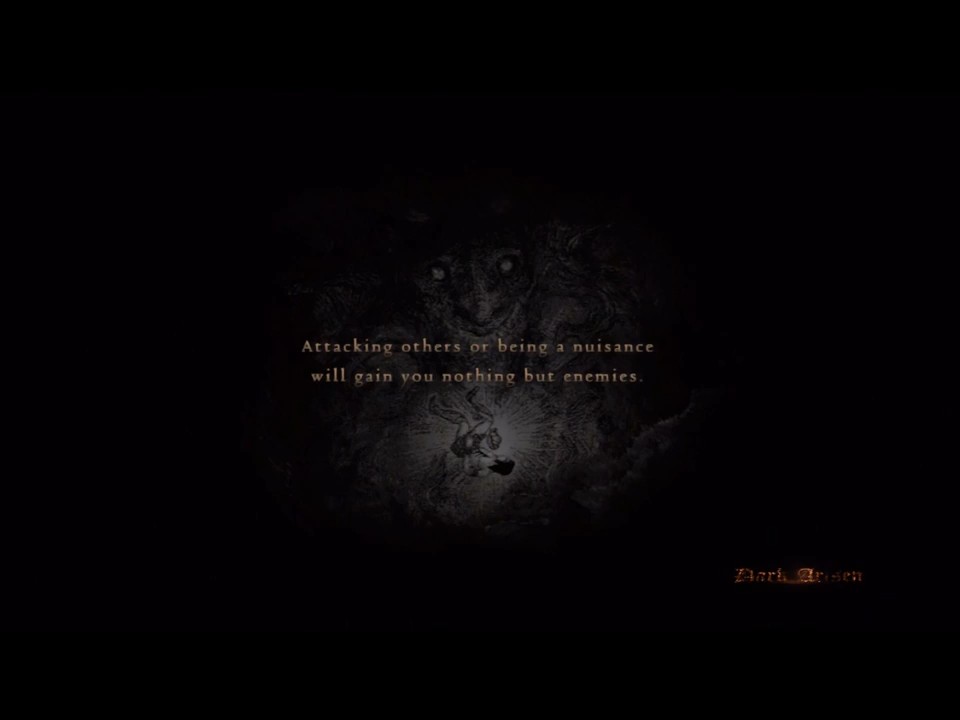 Attacking others or being a nuisance
will gain you nothing but enemies.
Dark Arisen